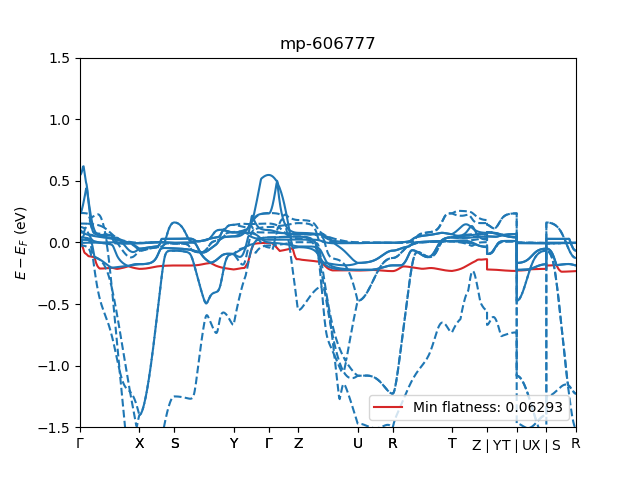 mp-606777
1.5
1.0
0.5
0.0
−0.5
−1.0
−1.5
E − E_F (eV)
Min flatness: 0.06293
Γ X S Y Γ Z U R T Z | YT | UX | S R